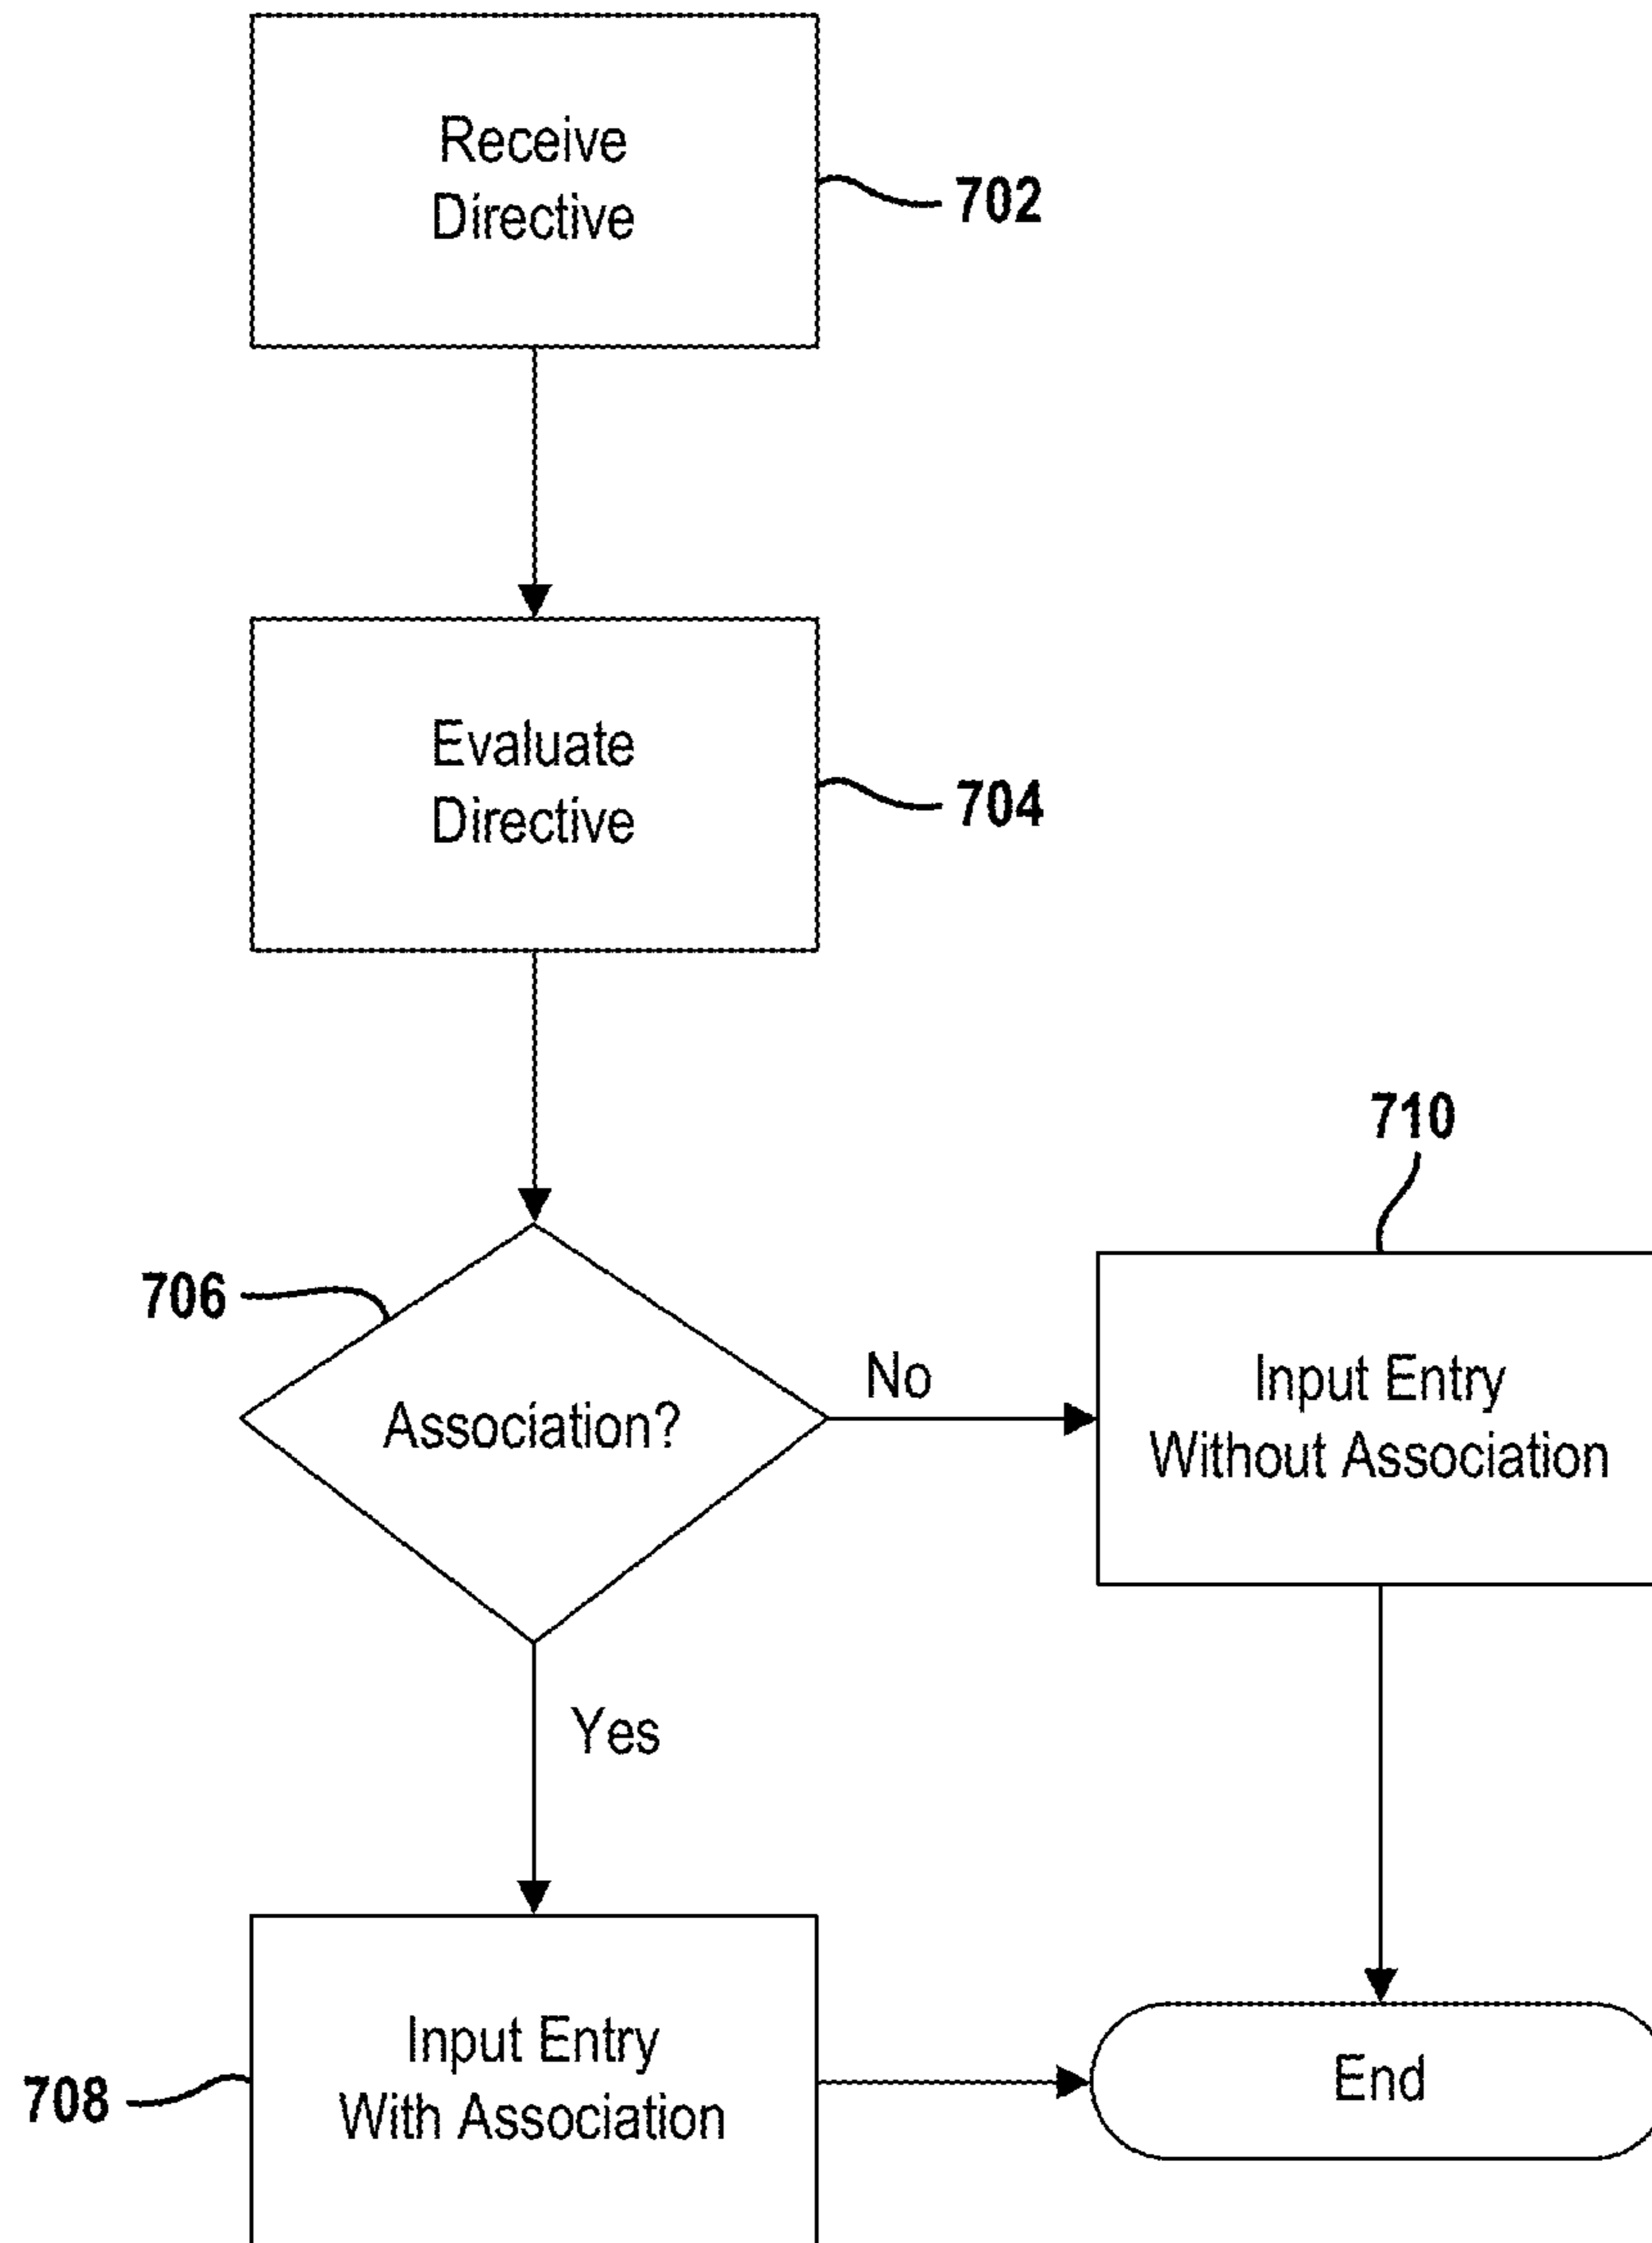 Receive
Directive
702
Evaluate
Directive
704
710
706
Association?
No
Input Entry
Without Association
Yes
Input Entry
With Association
708
End